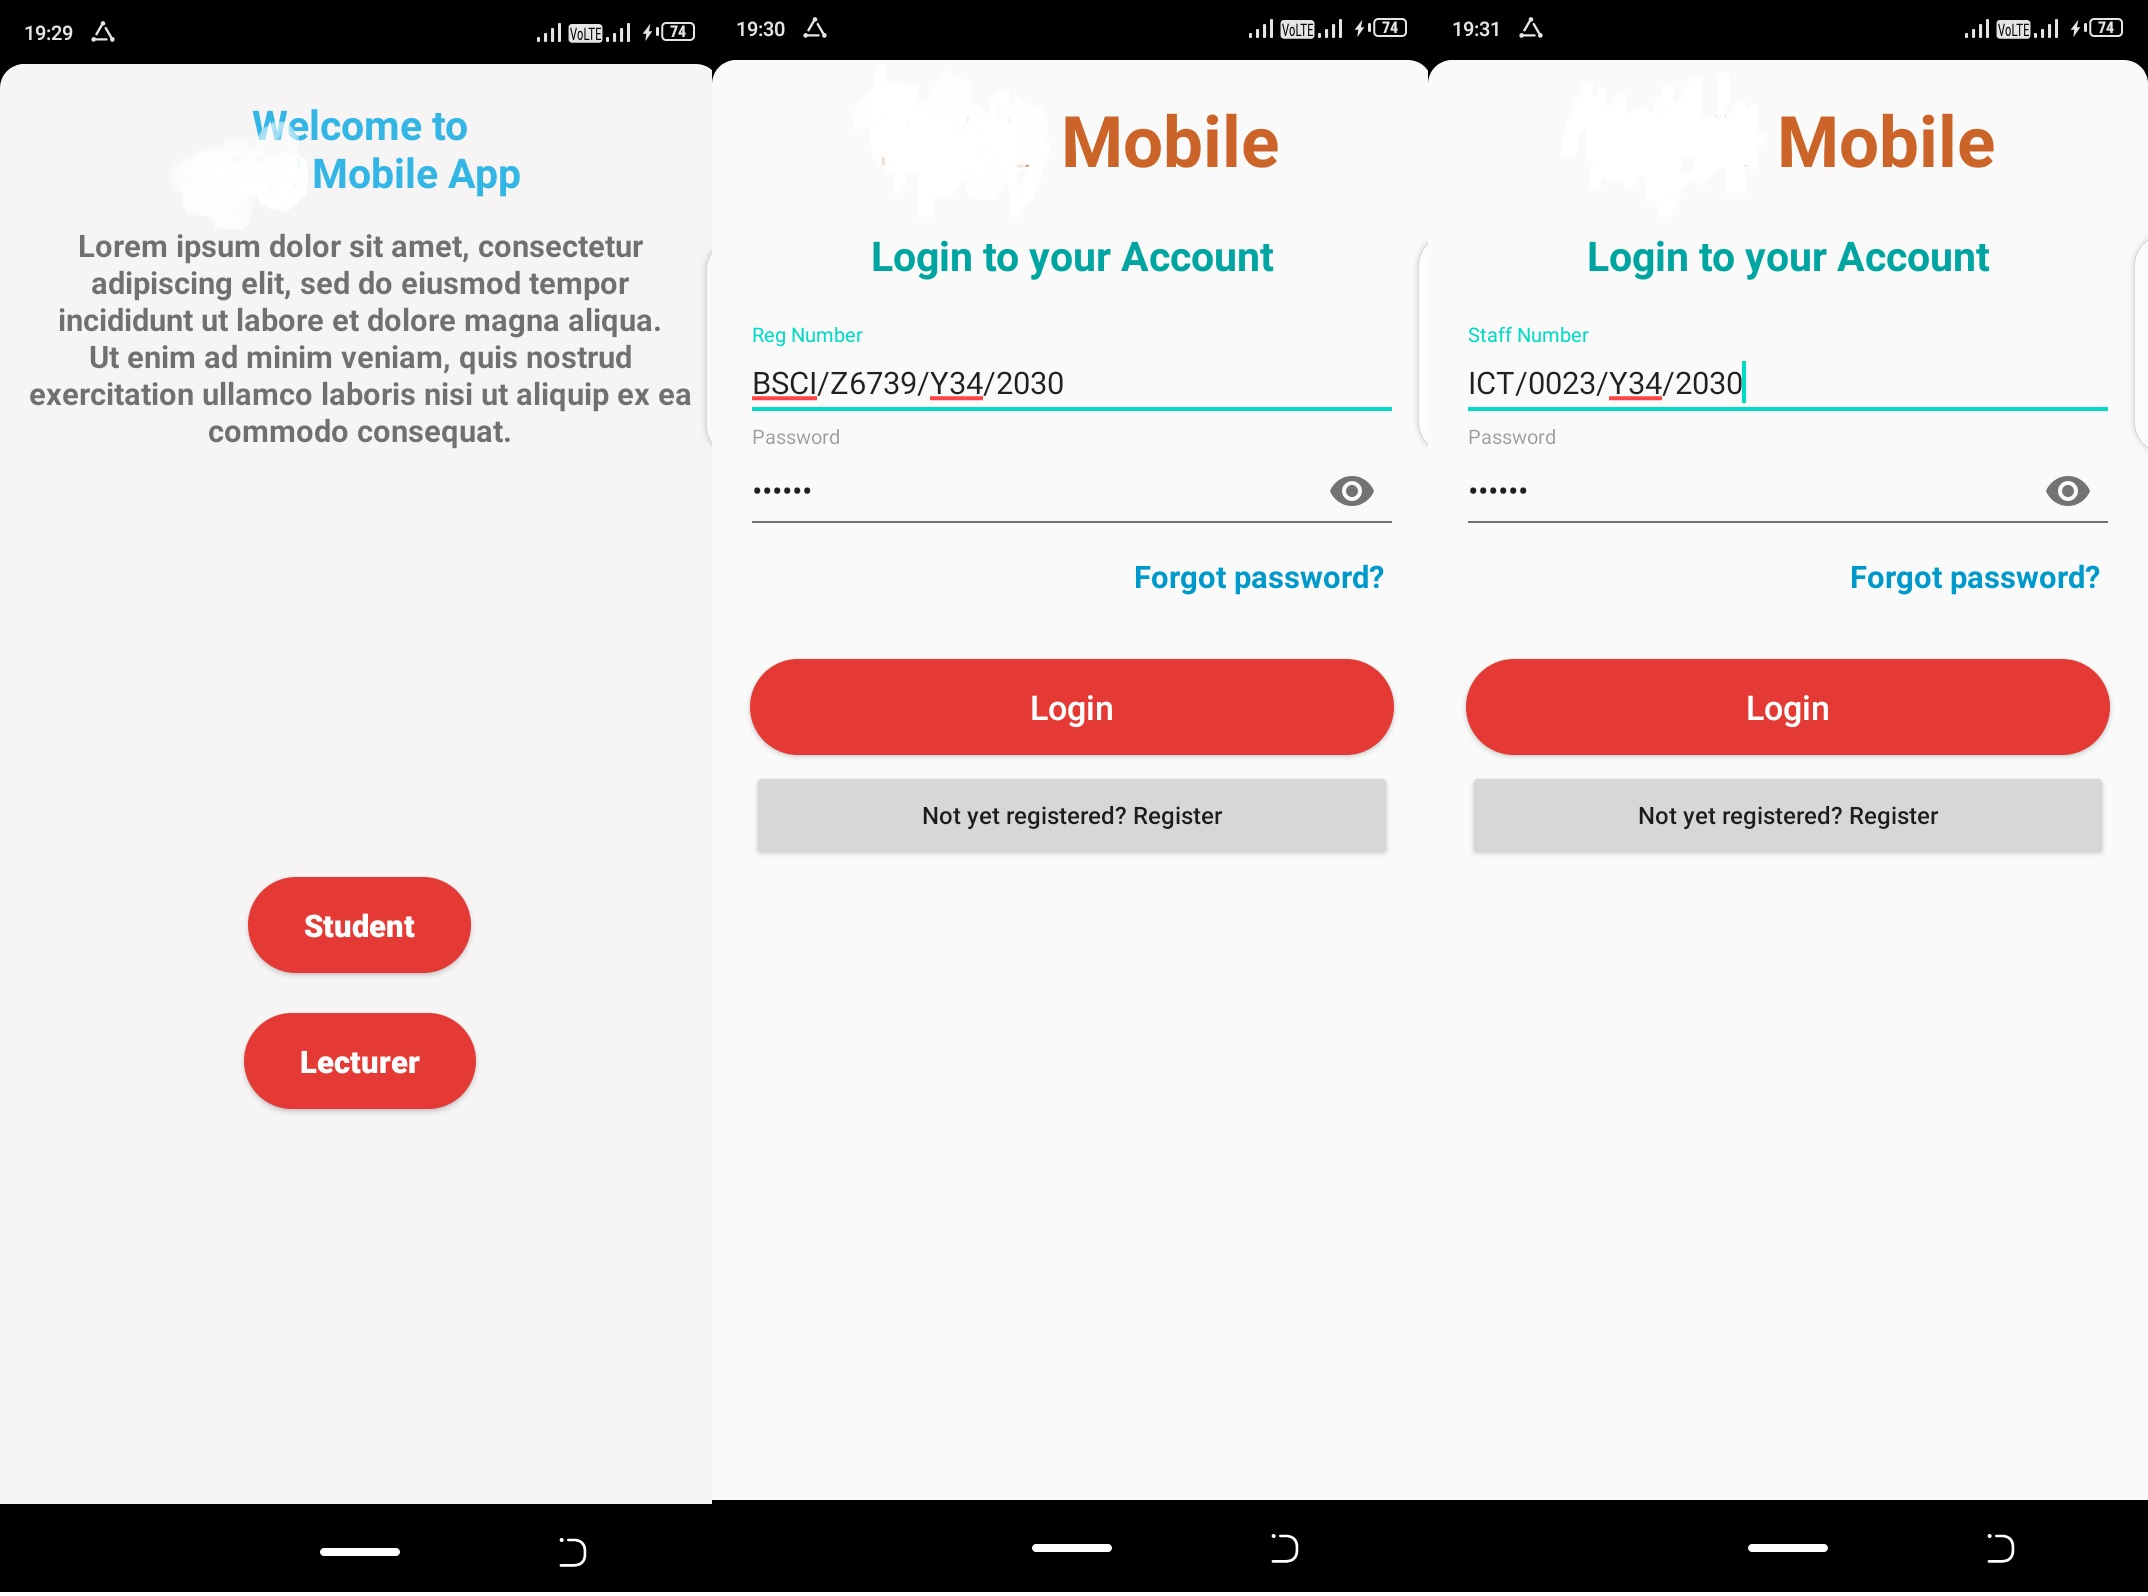 19:29
VoLTE
74
Welcome to
Mobile App
Lorem ipsum dolor sit amet, consectetur
adipiscing elit, sed do eiusmod tempor
incididunt ut labore et dolore magna aliqua.
Ut enim ad minim veniam, quis nostrud
exercitation ullamco laboris nisi ut aliquip ex ea
commodo consequat.
Student
Lecturer
19:30
VoLTE
74
Mobile
Login to your Account
Reg Number
BSCI/Z6739/Y34/2030
Password
••••••
Forgot password?
Login
Not yet registered? Register
19:31
VoLTE
74
Mobile
Login to your Account
Staff Number
ICT/0023/Y34/2030
Password
••••••
Forgot password?
Login
Not yet registered? Register